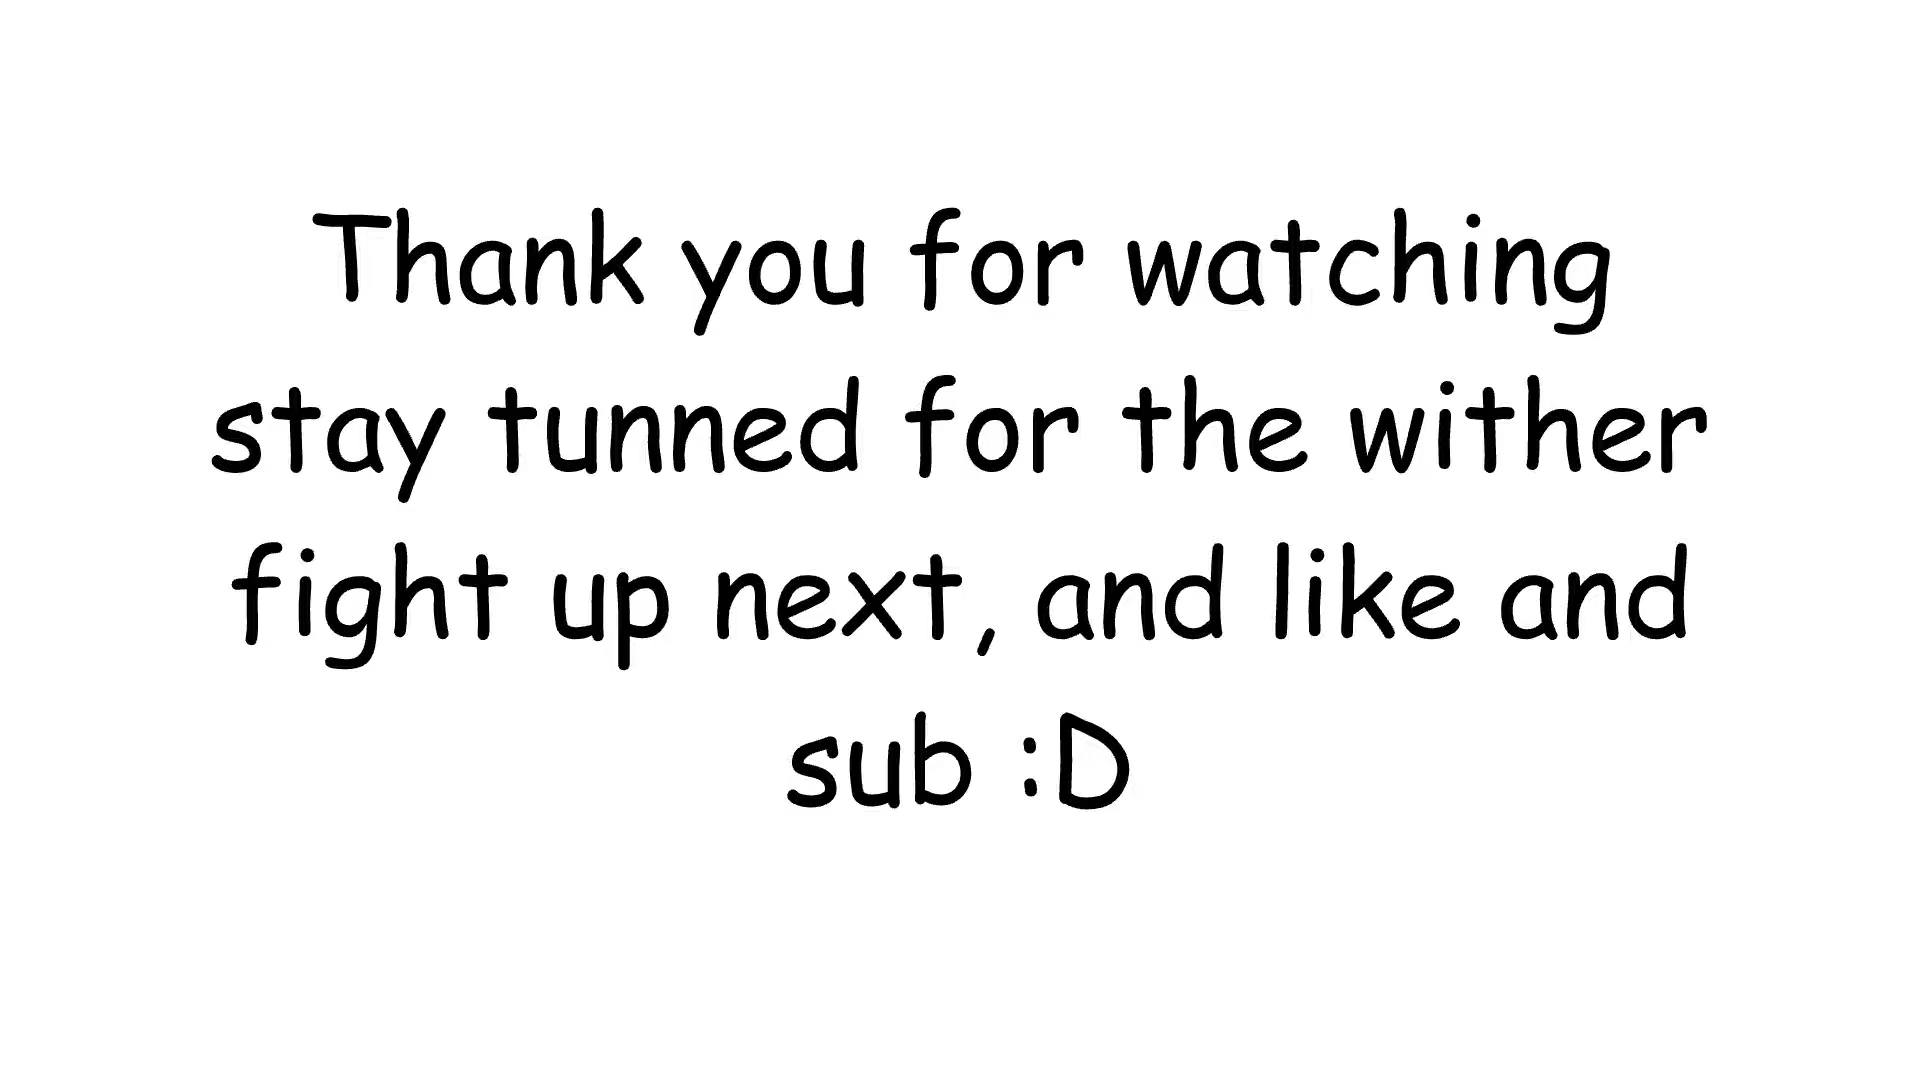 Thank you for watching
stay tunned for the wither
fight up next, and like and
sub :D